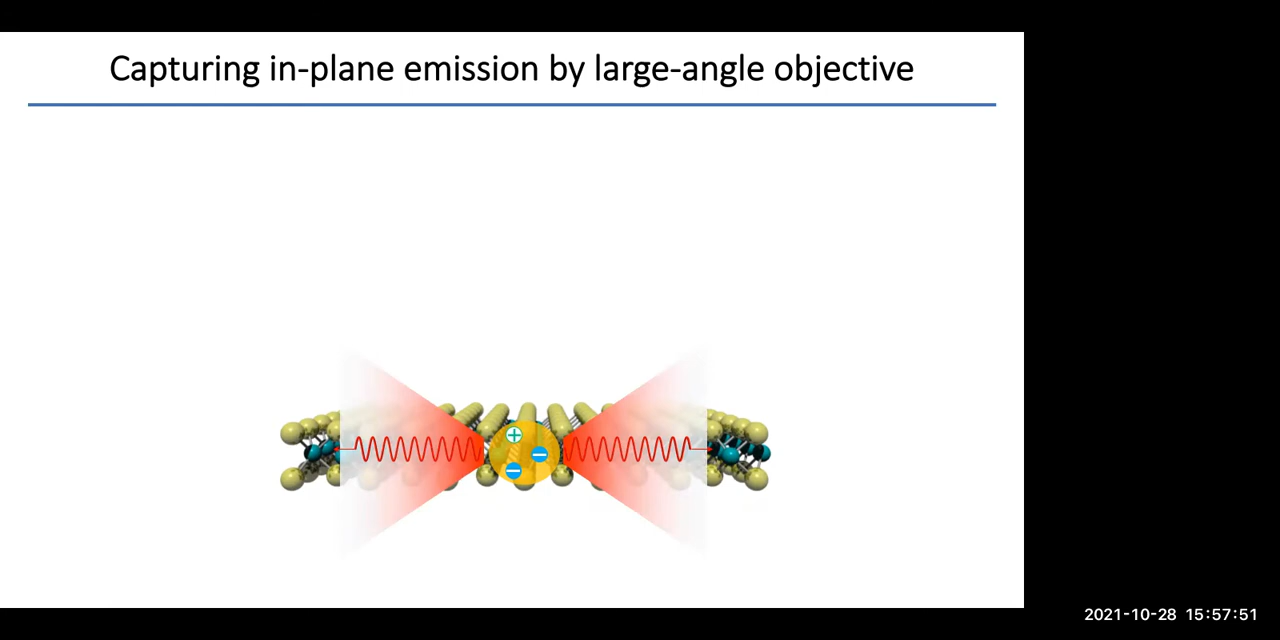 Capturing in-plane emission by large-angle objective
+
−
−
2021-10-28 15:57:51